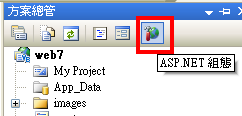 方案總管
web7
ASP.NET 組態
My Project
App_Data
images